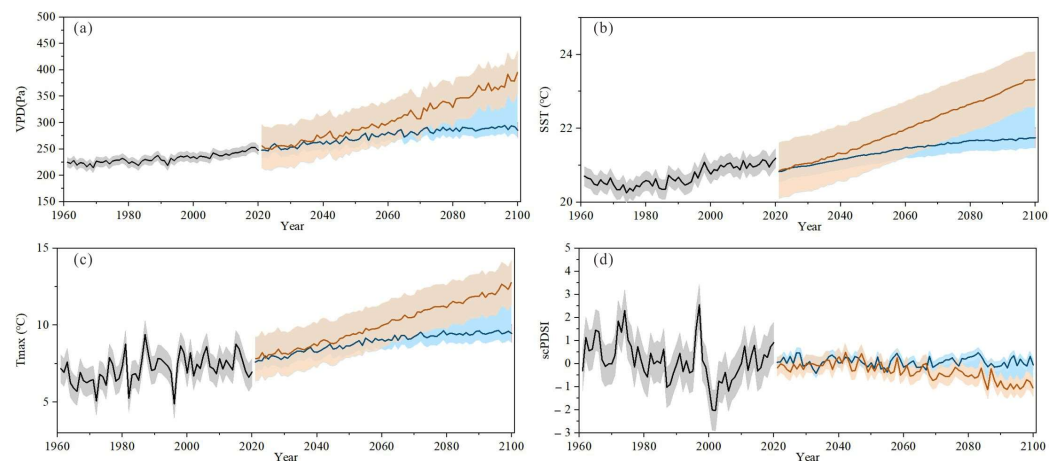 (a)
VPD(Pa)
500
450
400
350
300
250
200
150
1960 1980 2000 2020 2040 2060 2080 2100
Year
(b)
SST (℃)
24
22
20
1960 1980 2000 2020 2040 2060 2080 2100
Year
(c)
Tmax (℃)
15
10
5
1960 1980 2000 2020 2040 2060 2080 2100
Year
(d)
scPDSI
5
4
3
2
1
0
– 1
– 2
– 3
1960 1980 2000 2020 2040 2060 2080 2100
Year